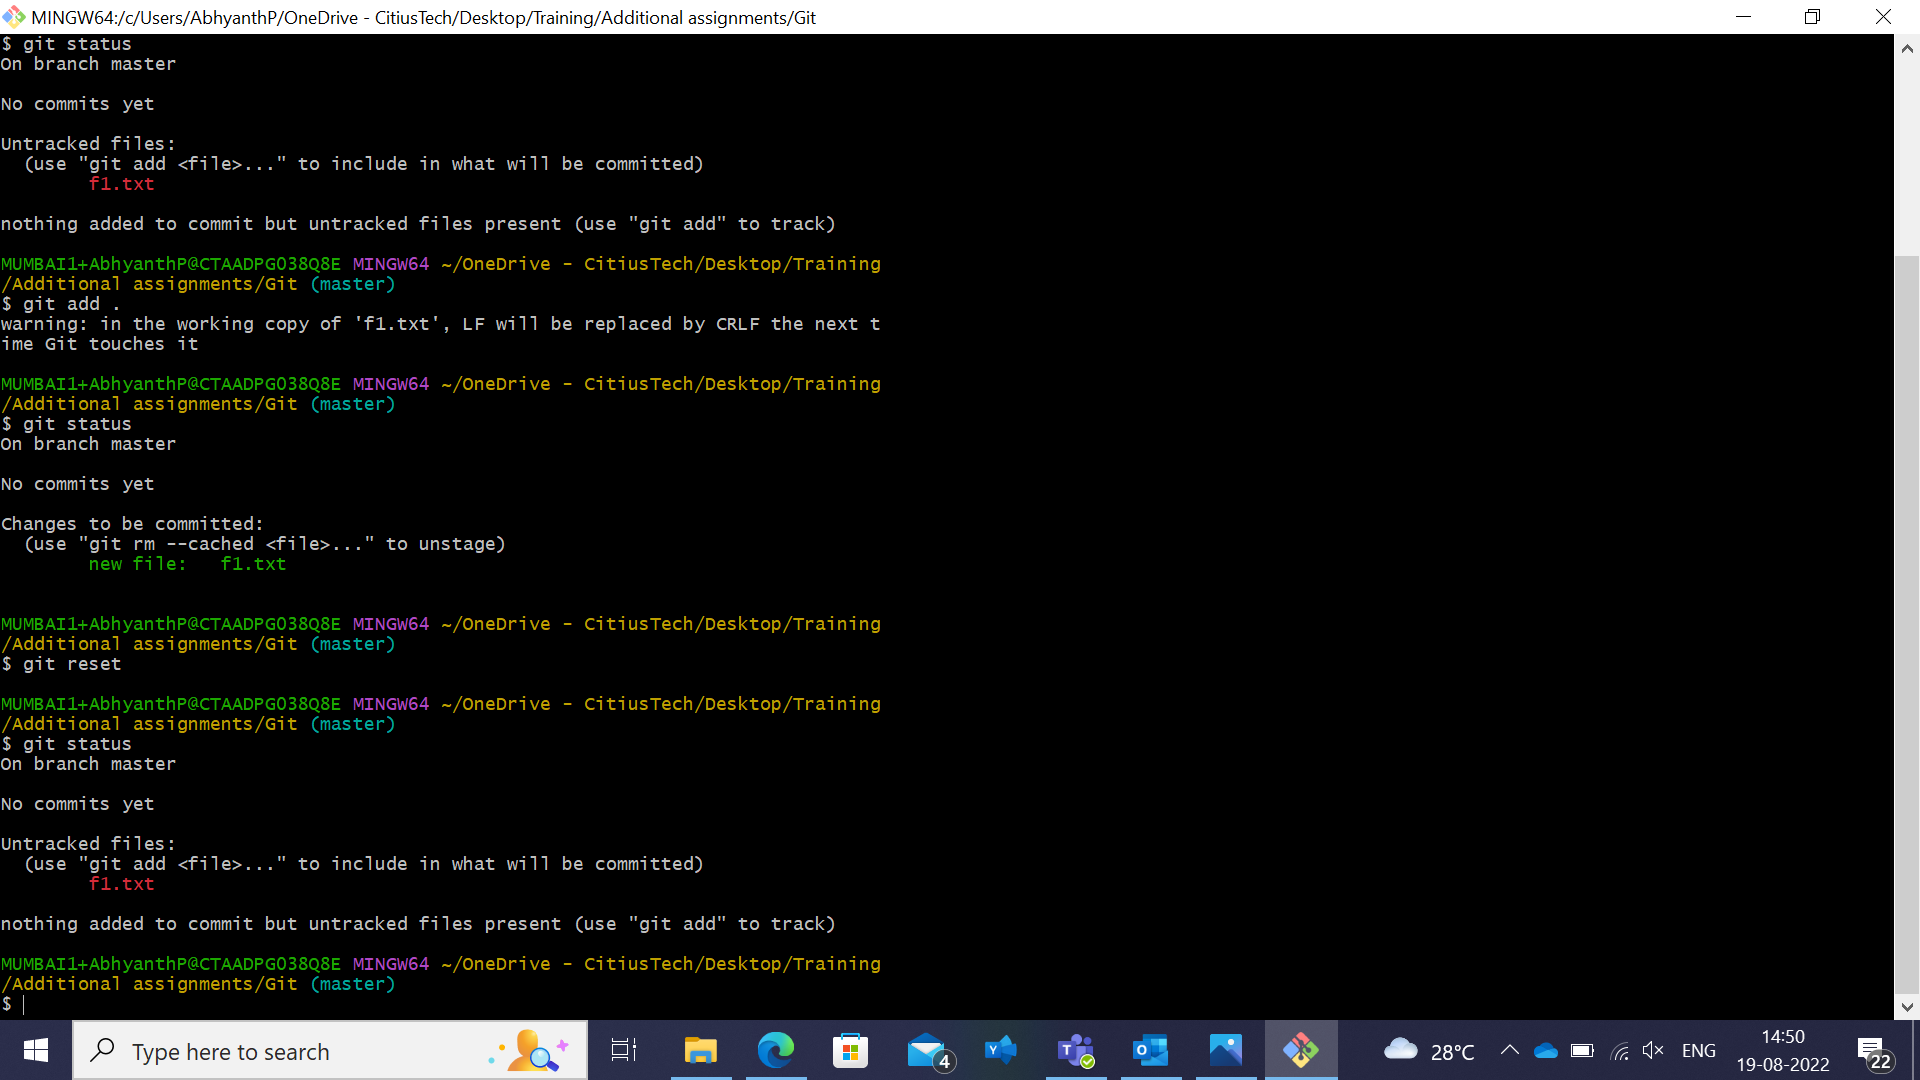 MINGW64:/c/Users/AbhyanthP/OneDrive - CitiusTech/Desktop/Training/Additional assignments/Git
$ git status
On branch master
No commits yet
Untracked files:
  (use "git add <file>..." to include in what will be committed)
        f1.txt
nothing added to commit but untracked files present (use "git add" to track)
MUMBAI1+AbhyanthP@CTAADPG038Q8E MINGW64 ~/OneDrive - CitiusTech/Desktop/Training
/Additional assignments/Git (master)
$ git add .
warning: in the working copy of 'f1.txt', LF will be replaced by CRLF the next t
ime Git touches it
MUMBAI1+AbhyanthP@CTAADPG038Q8E MINGW64 ~/OneDrive - CitiusTech/Desktop/Training
/Additional assignments/Git (master)
$ git status
On branch master
No commits yet
Changes to be committed:
  (use "git rm --cached <file>..." to unstage)
        new file:   f1.txt
MUMBAI1+AbhyanthP@CTAADPG038Q8E MINGW64 ~/OneDrive - CitiusTech/Desktop/Training
/Additional assignments/Git (master)
$ git reset
MUMBAI1+AbhyanthP@CTAADPG038Q8E MINGW64 ~/OneDrive - CitiusTech/Desktop/Training
/Additional assignments/Git (master)
$ git status
On branch master
No commits yet
Untracked files:
  (use "git add <file>..." to include in what will be committed)
        f1.txt
nothing added to commit but untracked files present (use "git add" to track)
MUMBAI1+AbhyanthP@CTAADPG038Q8E MINGW64 ~/OneDrive - CitiusTech/Desktop/Training
/Additional assignments/Git (master)
$
Type here to search
4
28°C
ENG
14:50
19-08-2022
22